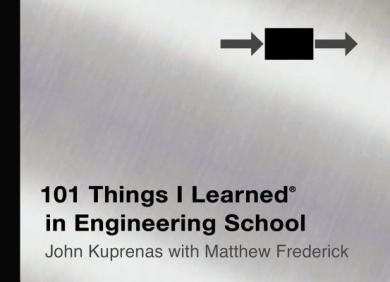 101 Things I Learned®
in Engineering School
John Kuprenas with Matthew Frederick